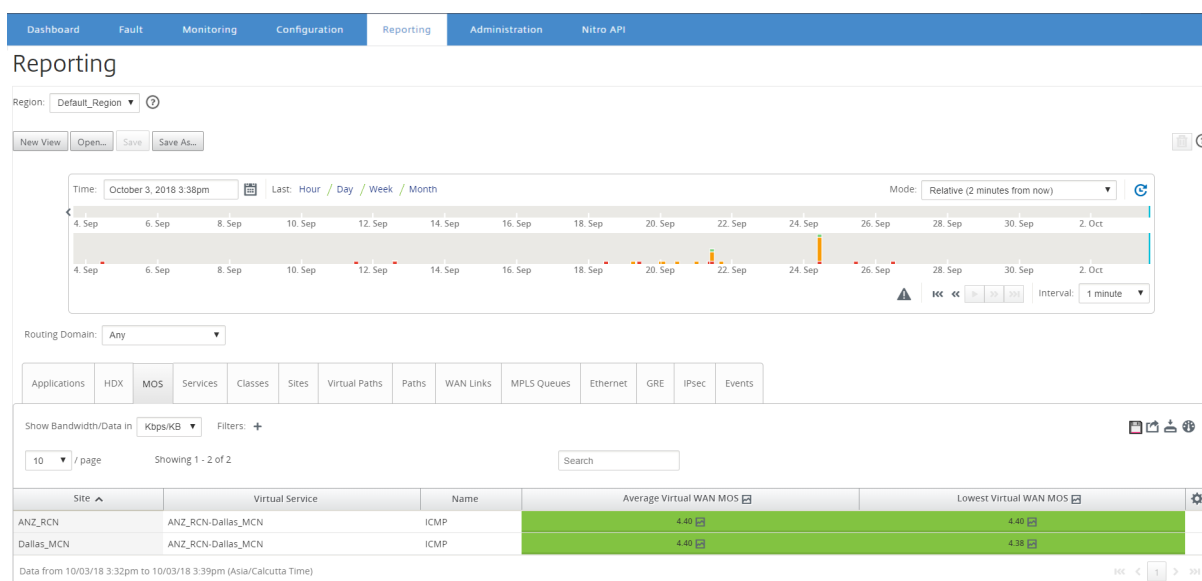 Dashboard Fault Monitoring Configuration Reporting Administration Nitro API
Reporting
Region: Default_Region
New View Open... Save Save As...
Time: October 3, 2018 3:38pm Last: Hour / Day / Week / Month Mode: Relative (2 minutes from now)
4. Sep 6. Sep 8. Sep 10. Sep 12. Sep 14. Sep 16. Sep 18. Sep 20. Sep 22. Sep 24. Sep 26. Sep 28. Sep 30. Sep 2. Oct
4. Sep 6. Sep 8. Sep 10. Sep 12. Sep 14. Sep 16. Sep 18. Sep 20. Sep 22. Sep 24. Sep 26. Sep 28. Sep 30. Sep 2. Oct
Interval: 1 minute
Routing Domain: Any
Applications HDX MOS Services Classes Sites Virtual Paths Paths WAN Links MPLS Queues Ethernet GRE IPsec Events
Show Bandwidth/Data in Kbps/KB Filters: +
10 / page Showing 1 - 2 of 2 Search
Site Virtual Service Name Average Virtual WAN MOS Lowest Virtual WAN MOS
ANZ_RCN ANZ_RCN-Dallas_MCN ICMP 4.40 4.40
Dallas_MCN ANZ_RCN-Dallas_MCN ICMP 4.40 4.38
Data from 10/03/18 3:32pm to 10/03/18 3:39pm (Asia/Calcutta Time) 1